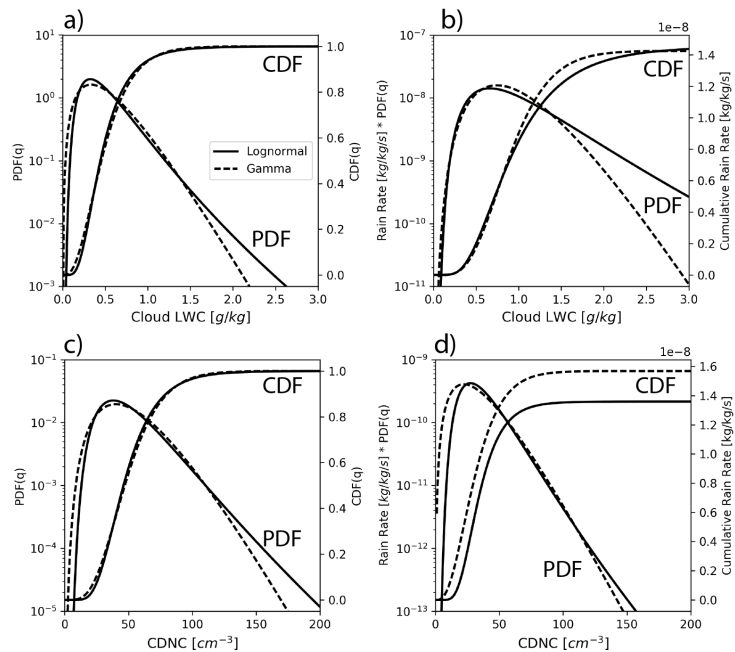 a)
10¹
10⁰
10⁻¹
10⁻²
10⁻³
PDF(q)
CDF
Lognormal
Gamma
PDF
1.0
0.8
0.6
0.4
0.2
0.0
CDF(q)
0.0 0.5 1.0 1.5 2.0 2.5 3.0
Cloud LWC [g/kg]
b)
1e−8
10⁻⁶
10⁻⁷
10⁻⁸
10⁻⁹
10⁻¹⁰
10⁻¹¹
Rain Rate [kg/kg/s] * PDF(q)
CDF
PDF
1.4
1.2
1.0
0.8
0.6
0.4
0.2
0.0
Cumulative Rain Rate [kg/kg/s]
0.0 0.5 1.0 1.5 2.0 2.5 3.0
Cloud LWC [g/kg]
c)
10⁻¹
10⁻²
10⁻³
10⁻⁴
10⁻⁵
PDF(q)
CDF
PDF
1.0
0.8
0.6
0.4
0.2
0.0
CDF(q)
0 50 100 150 200
CDNC [cm⁻³]
d)
1e−8
10⁻⁹
10⁻¹⁰
10⁻¹¹
10⁻¹²
10⁻¹³
Rain Rate [kg/kg/s] * PDF(q)
CDF
PDF
1.6
1.4
1.2
1.0
0.8
0.6
0.4
0.2
0.0
Cumulative Rain Rate [kg/kg/s]
0 50 100 150 200
CDNC [cm⁻³]